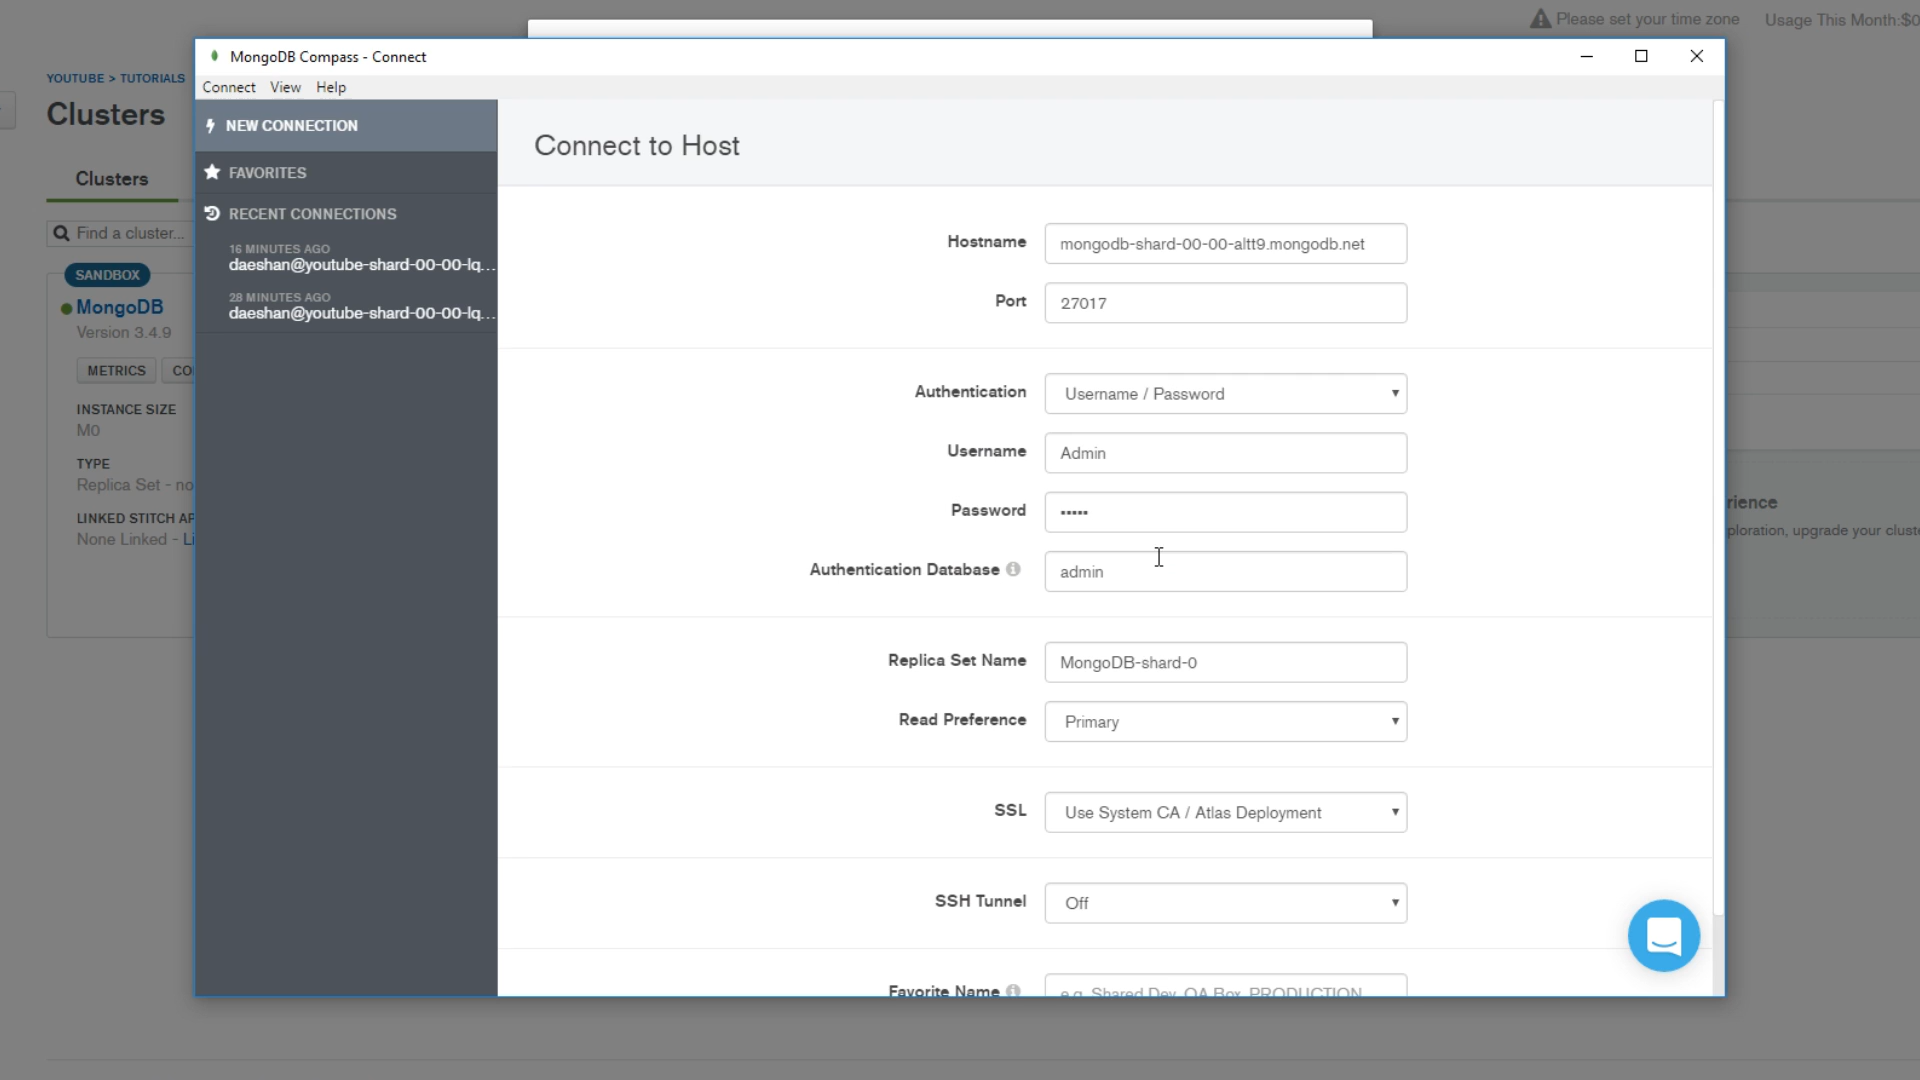 Please set your time zone
Usage This Month:$0
MongoDB Compass - Connect
YOUTUBE > TUTORIALS
Clusters
Connect View Help
NEW CONNECTION
Connect to Host
FAVORITES
Clusters
RECENT CONNECTIONS
Find a cluster...
16 MINUTES AGO
daeshan@youtube-shard-00-00-lq...
28 MINUTES AGO
daeshan@youtube-shard-00-00-lq...
SANDBOX
MongoDB
Version 3.4.9
METRICS CO
INSTANCE SIZE
M0
TYPE
Replica Set - no
LINKED STITCH AP
None Linked - Li
Hostname mongodb-shard-00-00-altt9.mongodb.net
Port 27017
Authentication Username / Password
Username Admin
Password •••••
Authentication Database admin
Replica Set Name MongoDB-shard-0
Read Preference Primary
SSL Use System CA / Atlas Deployment
SSH Tunnel Off
Favorite Name e.g. Shared Dev, QA Box, PRODUCTION
rience
ploration, upgrade your cluste